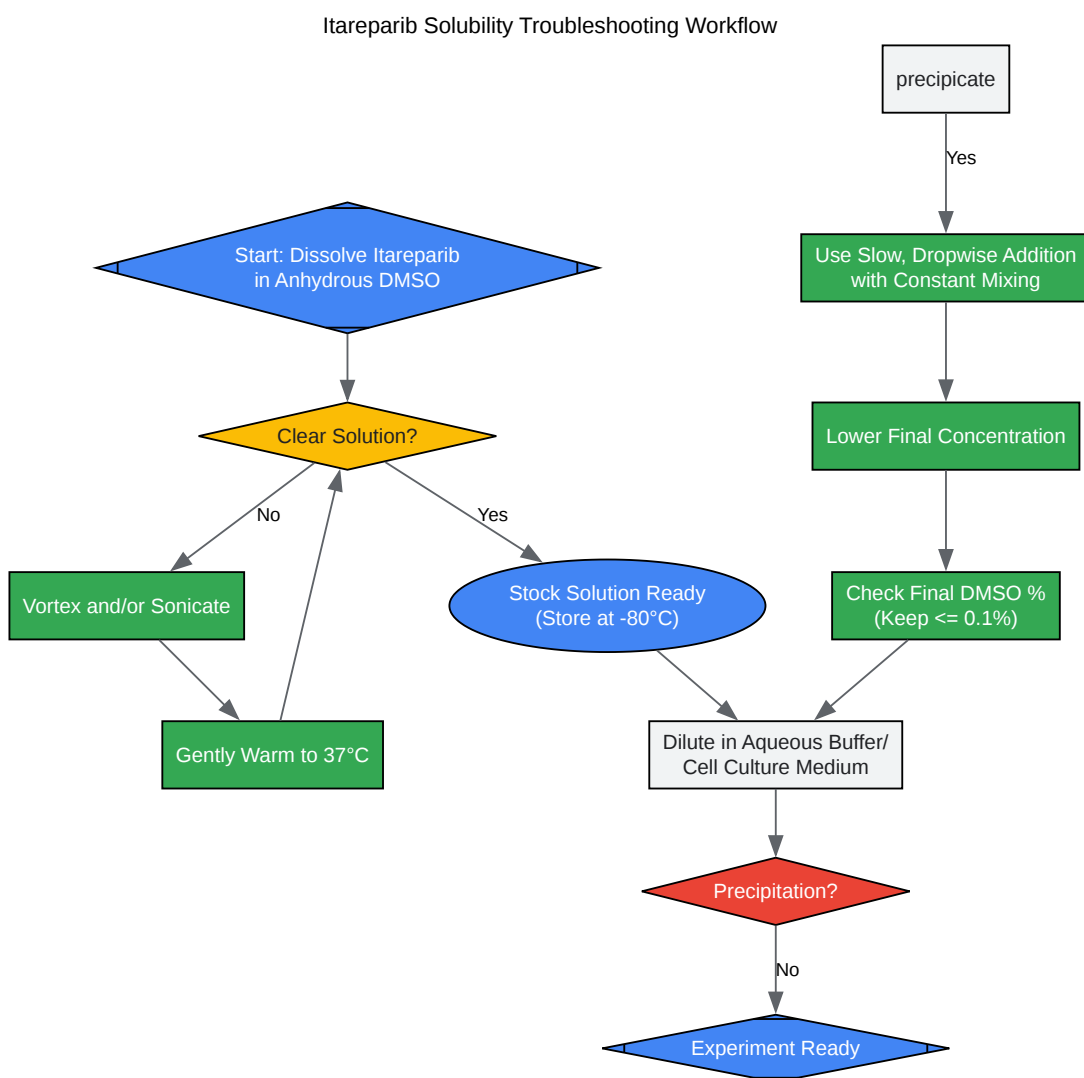 Itareparib Solubility Troubleshooting Workflow
precipicate
Yes
Start: Dissolve Itareparib
in Anhydrous DMSO
Use Slow, Dropwise Addition
with Constant Mixing
Clear Solution?
Lower Final Concentration
No
Yes
Vortex and/or Sonicate
Stock Solution Ready
(Store at -80°C)
Check Final DMSO %
(Keep <= 0.1%)
Gently Warm to 37°C
Dilute in Aqueous Buffer/
Cell Culture Medium
Precipitation?
No
Experiment Ready